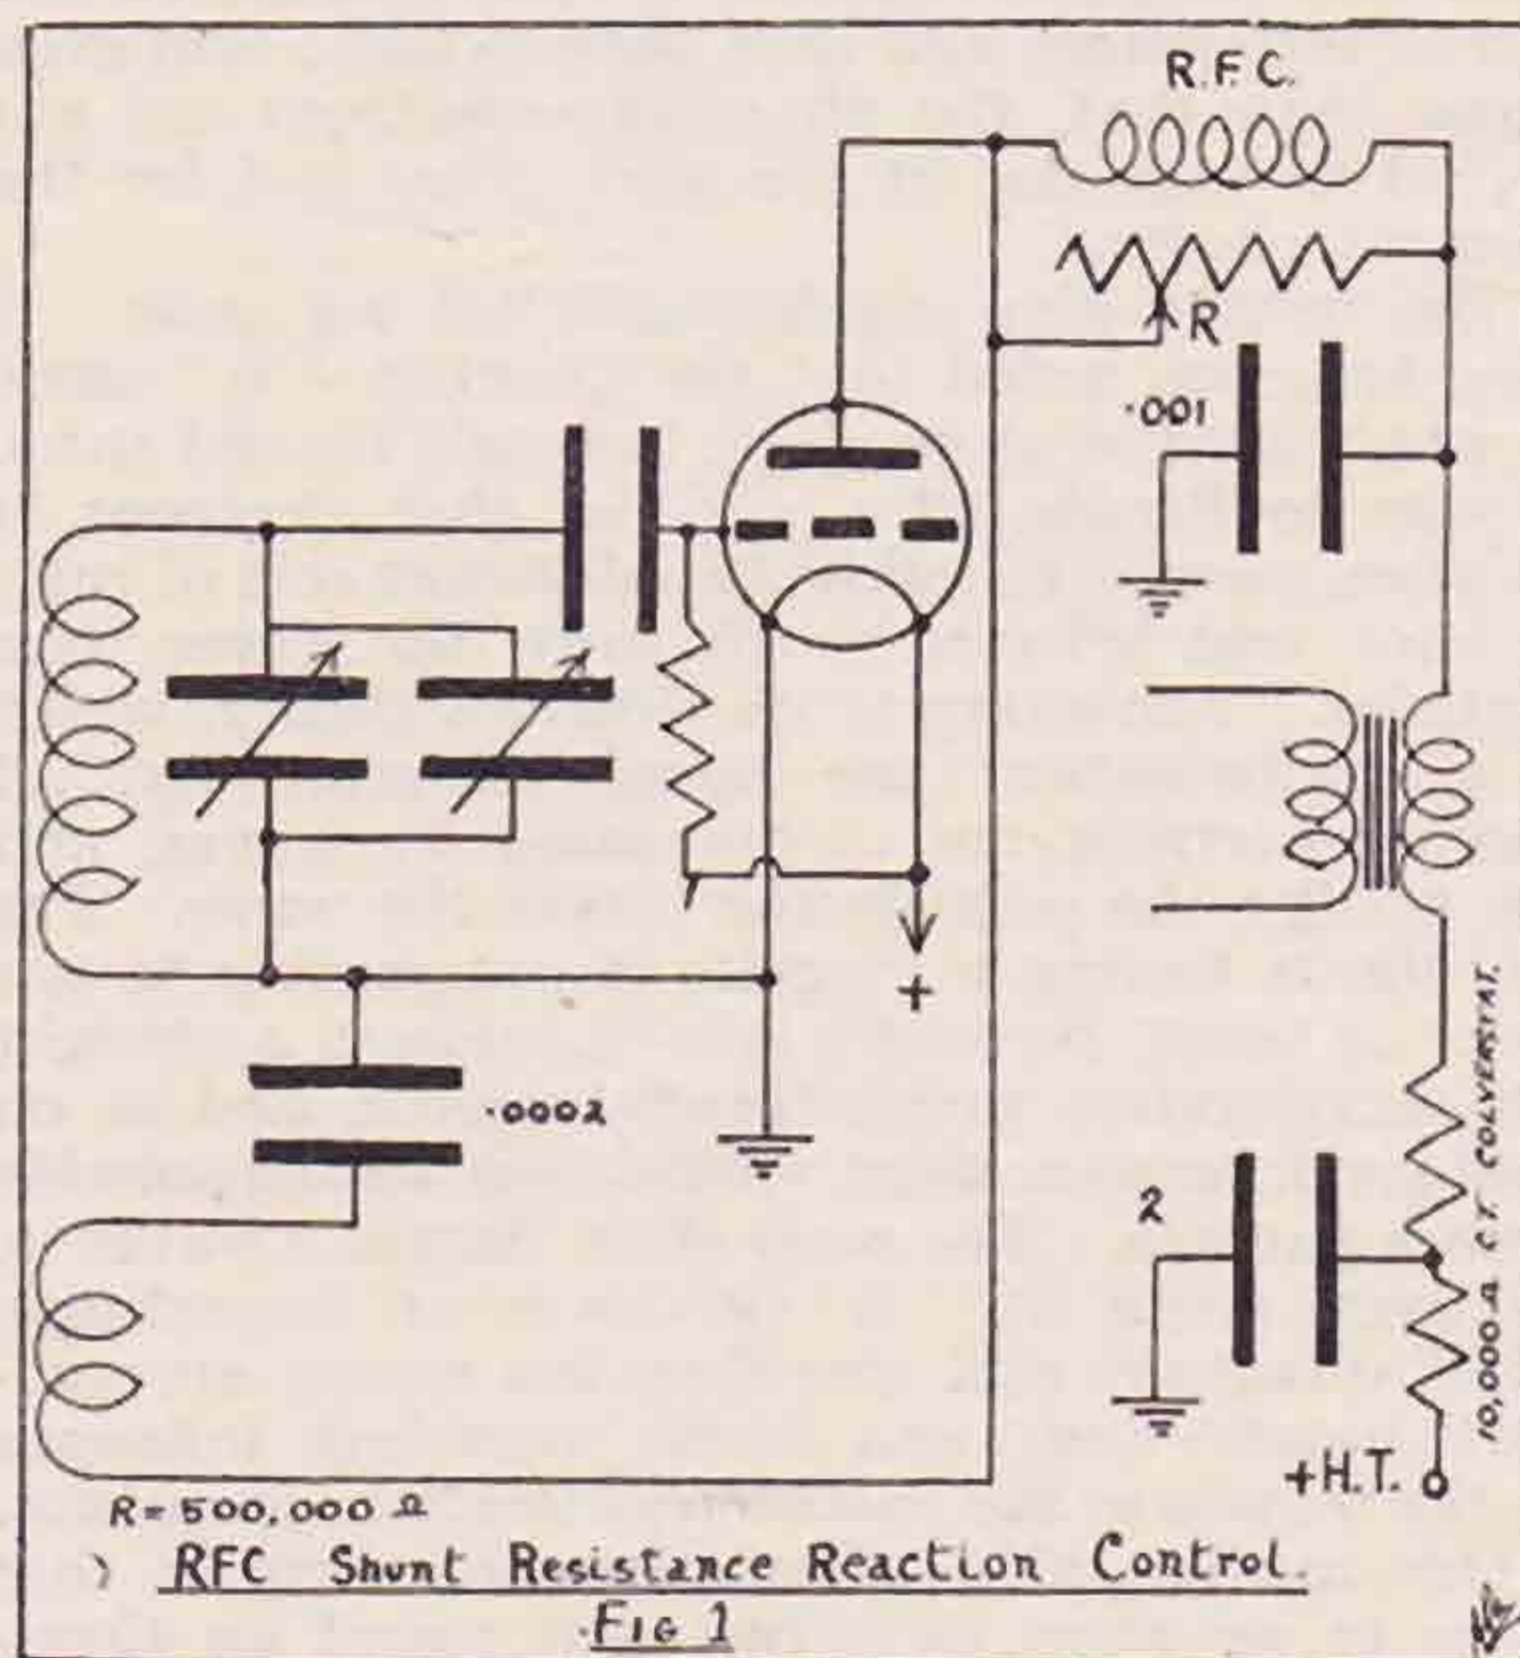 R.F.C.
R
.001
+
.0002
2
10,000 Ω C.T. COLVERSTAT.
+H.T.
R = 500,000 Ω
RFC Shunt Resistance Reaction Control.
FIG 1